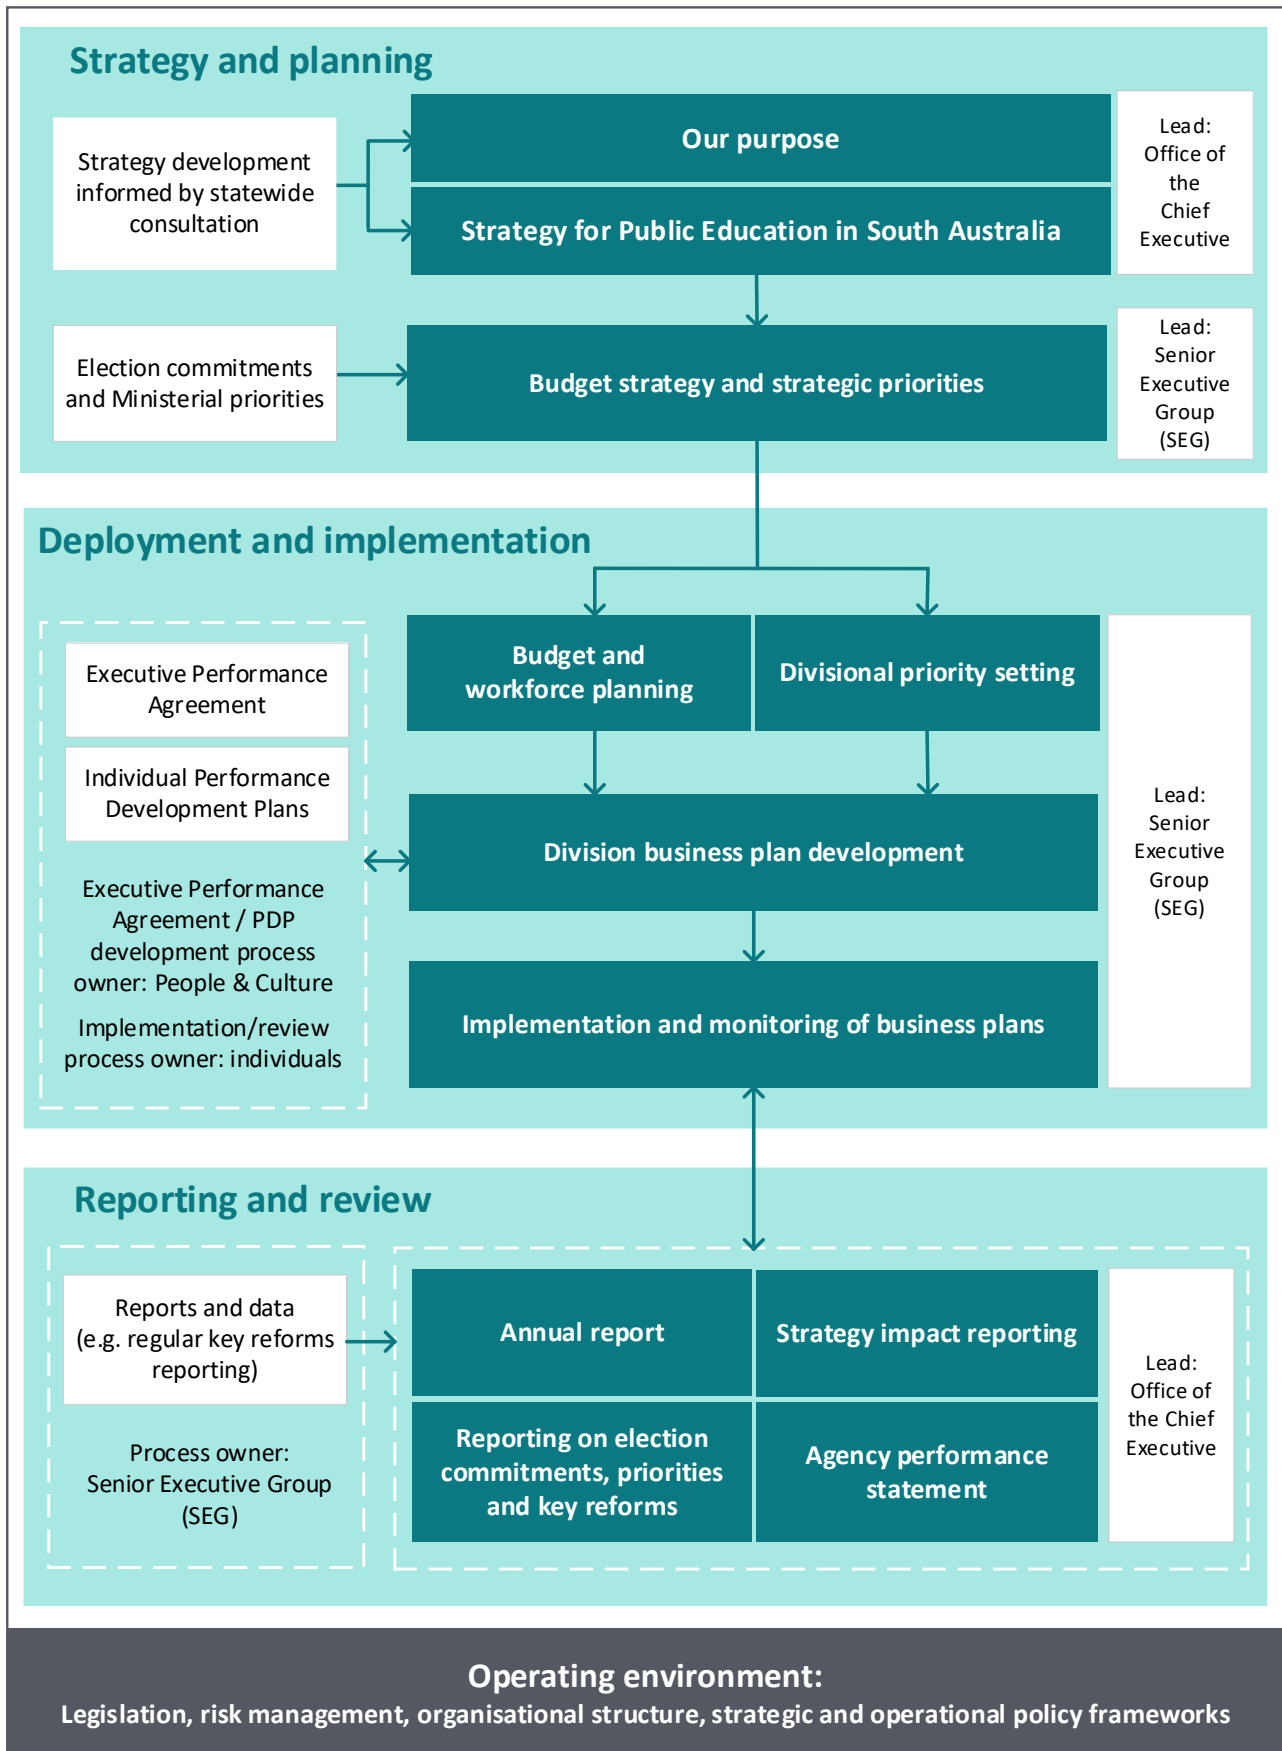 Strategy and planning
Strategy development
informed by statewide
consultation
Our purpose
Strategy for Public Education in South Australia
Lead:
Office of
the
Chief
Executive
Election commitments
and Ministerial priorities
Budget strategy and strategic priorities
Lead:
Senior
Executive
Group
(SEG)
Deployment and implementation
Executive Performance
Agreement
Individual Performance
Development Plans
Executive Performance
Agreement / PDP
development process
owner: People & Culture
Implementation/review
process owner: individuals
Budget and
workforce planning
Divisional priority setting
Division business plan development
Implementation and monitoring of business plans
Lead:
Senior
Executive
Group
(SEG)
Reporting and review
Reports and data
(e.g. regular key reforms
reporting)
Process owner:
Senior Executive Group
(SEG)
Annual report
Strategy impact reporting
Reporting on election
commitments, priorities
and key reforms
Agency performance
statement
Lead:
Office of
the Chief
Executive
Operating environment:
Legislation, risk management, organisational structure, strategic and operational policy frameworks